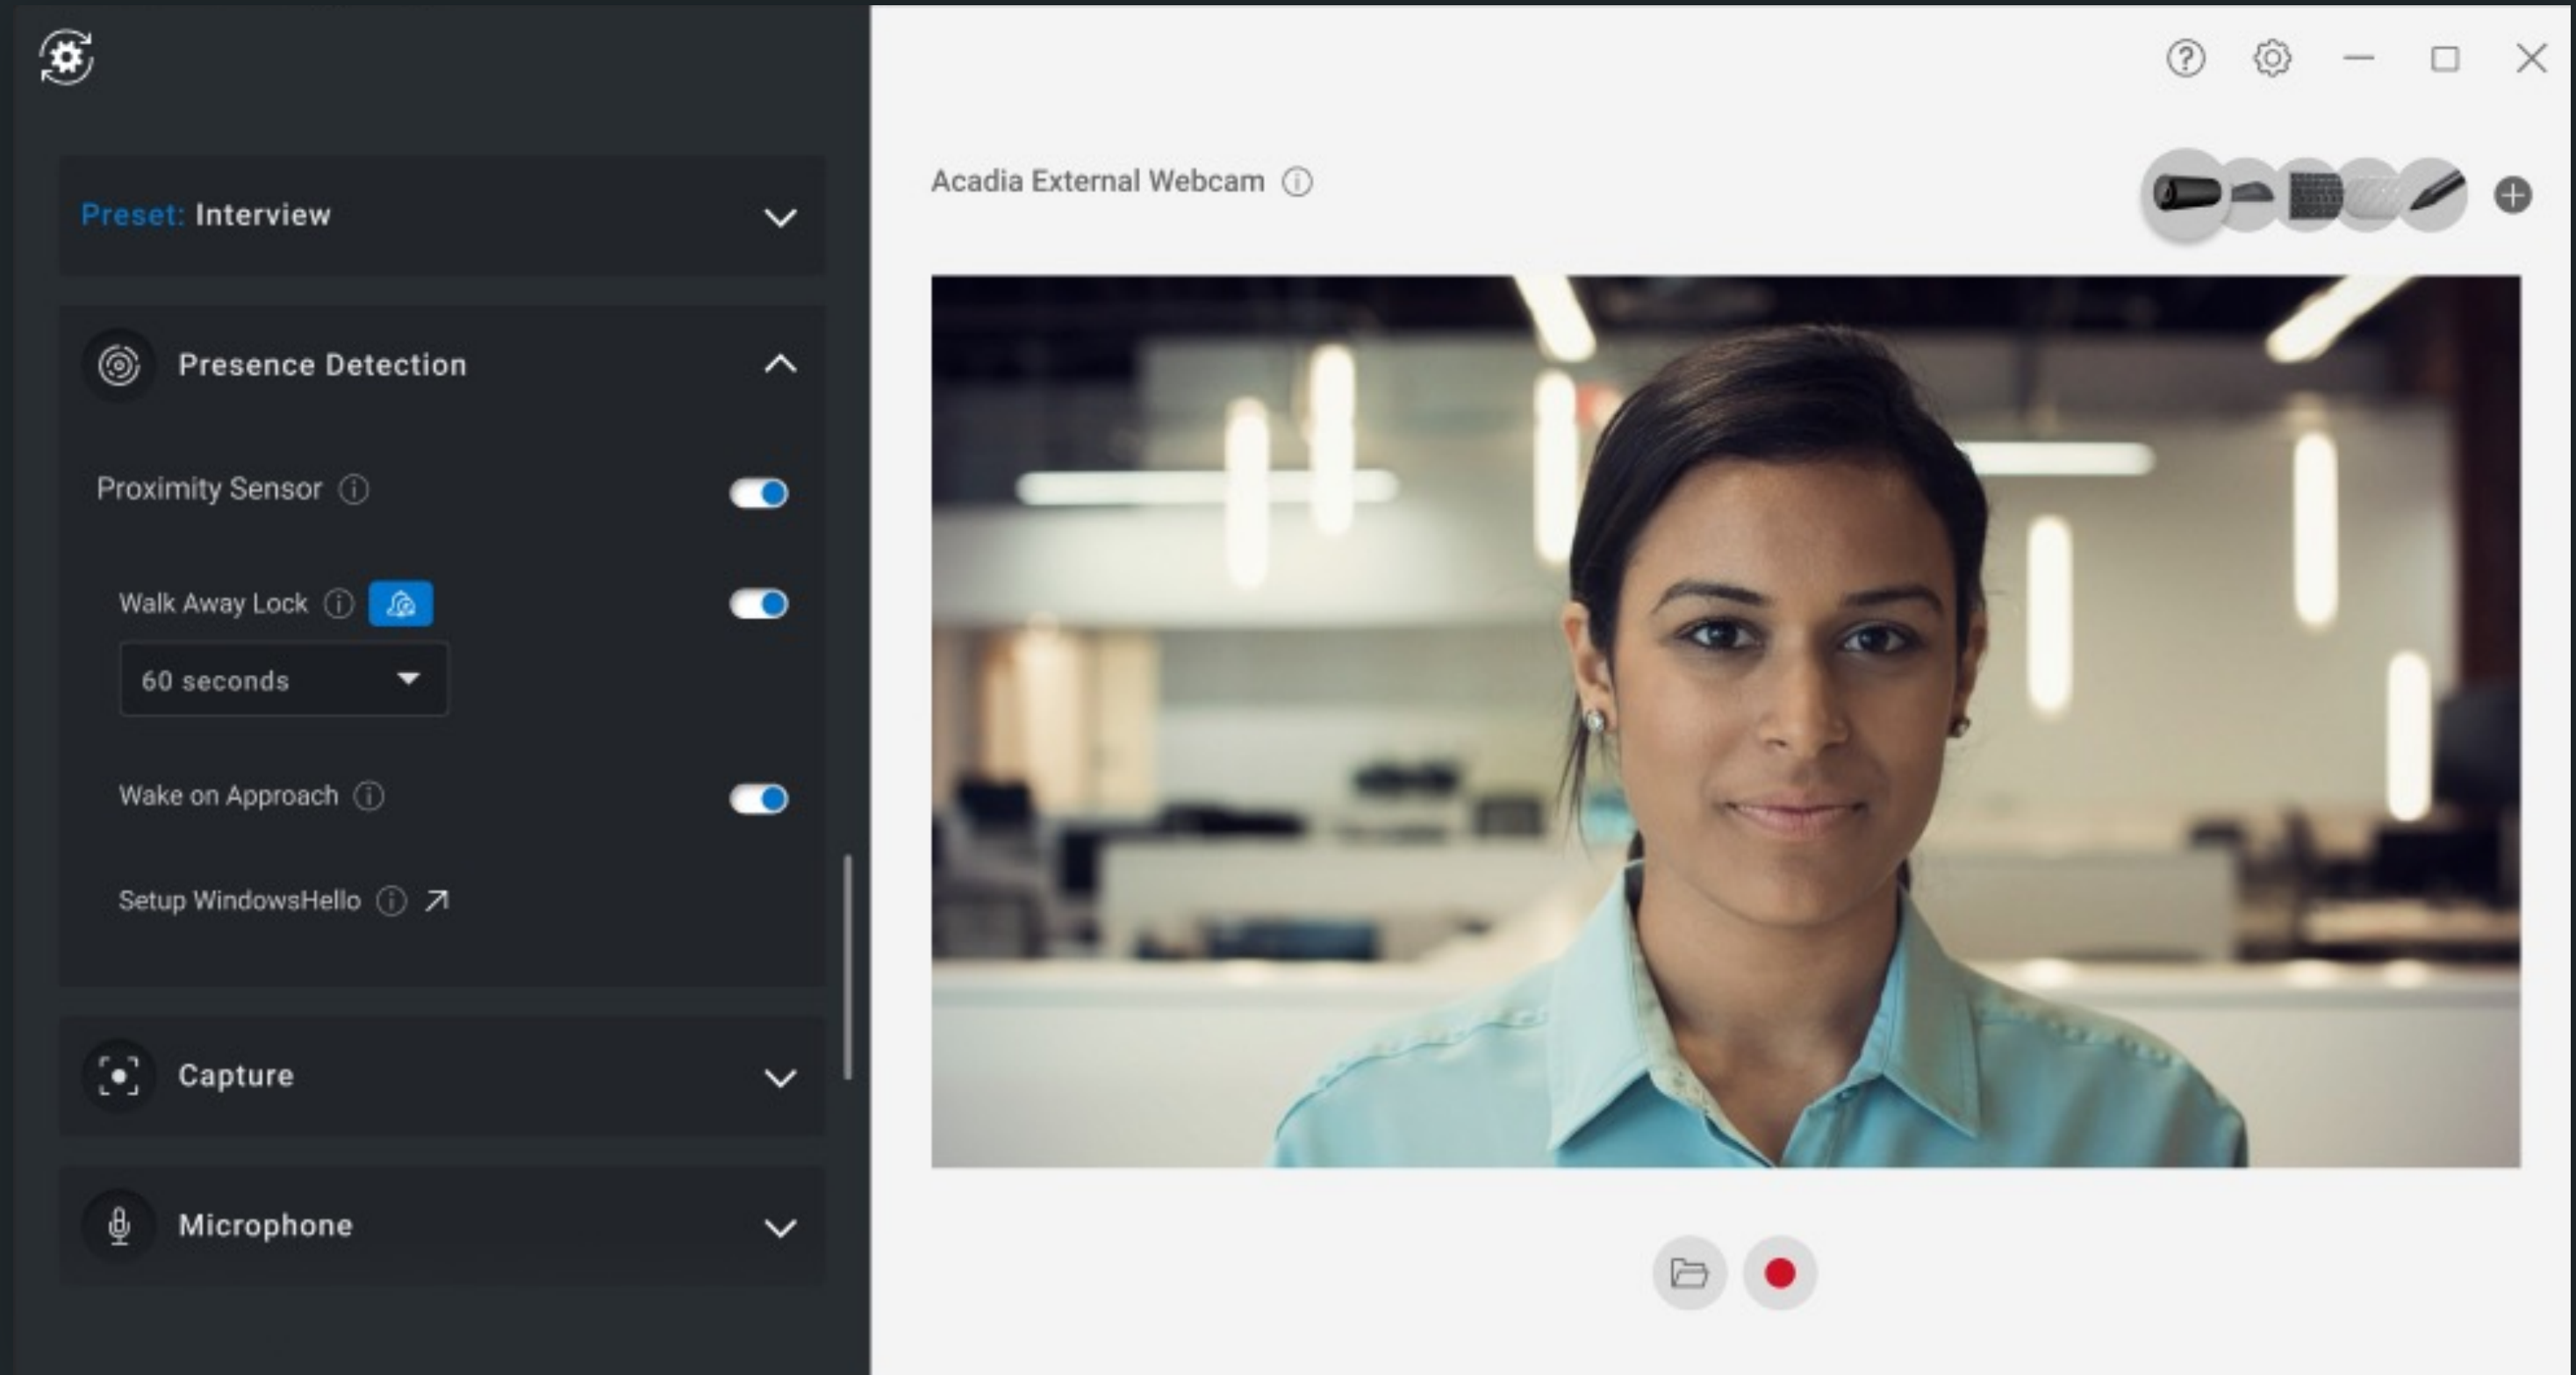 Preset: Interview
Presence Detection
Proximity Sensor
Walk Away Lock
60 seconds
Wake on Approach
Setup WindowsHello
Capture
Microphone
Acadia External Webcam